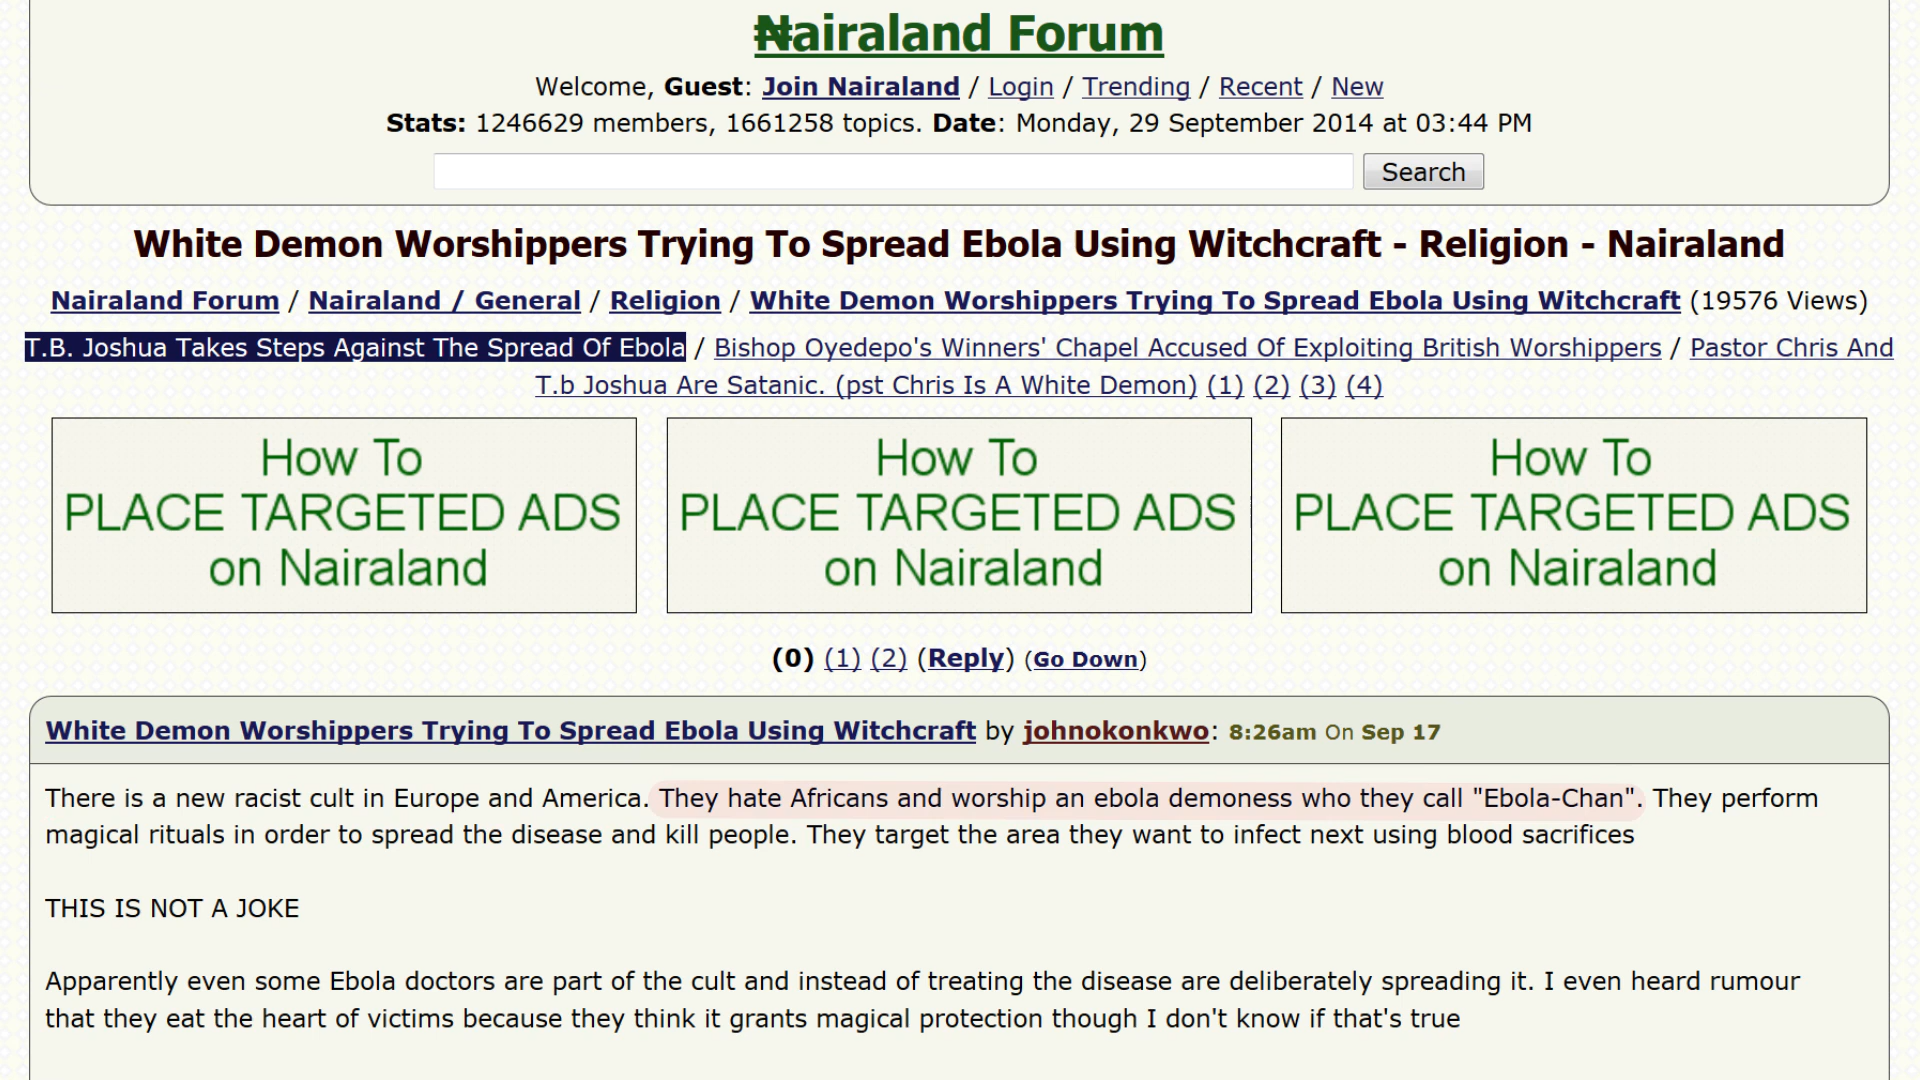 ₦airaland Forum
Welcome, Guest: Join Nairaland / Login / Trending / Recent / New
Stats: 1246629 members, 1661258 topics. Date: Monday, 29 September 2014 at 03:44 PM
Search
White Demon Worshippers Trying To Spread Ebola Using Witchcraft - Religion - Nairaland
Nairaland Forum / Nairaland / General / Religion / White Demon Worshippers Trying To Spread Ebola Using Witchcraft (19576 Views)
T.B. Joshua Takes Steps Against The Spread Of Ebola / Bishop Oyedepo's Winners' Chapel Accused Of Exploiting British Worshippers / Pastor Chris And
T.b Joshua Are Satanic. (pst Chris Is A White Demon) (1) (2) (3) (4)
How To
PLACE TARGETED ADS
on Nairaland
How To
PLACE TARGETED ADS
on Nairaland
How To
PLACE TARGETED ADS
on Nairaland
(0) (1) (2) (Reply) (Go Down)
White Demon Worshippers Trying To Spread Ebola Using Witchcraft by johnokonkwo: 8:26am On Sep 17
There is a new racist cult in Europe and America. They hate Africans and worship an ebola demoness who they call "Ebola-Chan". They perform
magical rituals in order to spread the disease and kill people. They target the area they want to infect next using blood sacrifices
THIS IS NOT A JOKE
Apparently even some Ebola doctors are part of the cult and instead of treating the disease are deliberately spreading it. I even heard rumour
that they eat the heart of victims because they think it grants magical protection though I don't know if that's true